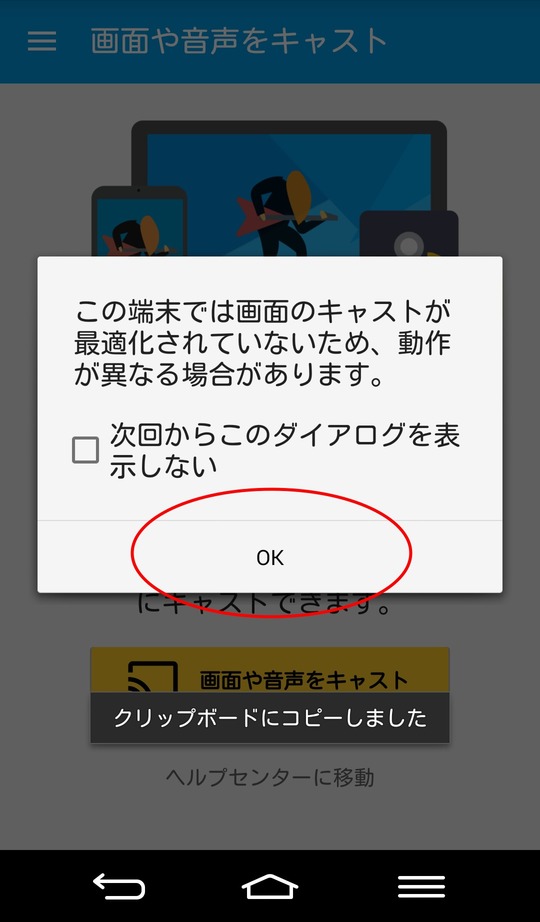 画面や音声をキャスト
この端末では画面のキャストが
最適化されていないため、動作
が異なる場合があります。
次回からこのダイアログを表
示しない
OK
にキャストできます。
画面や音声をキャスト
クリップボードにコピーしました
ヘルプセンターに移動